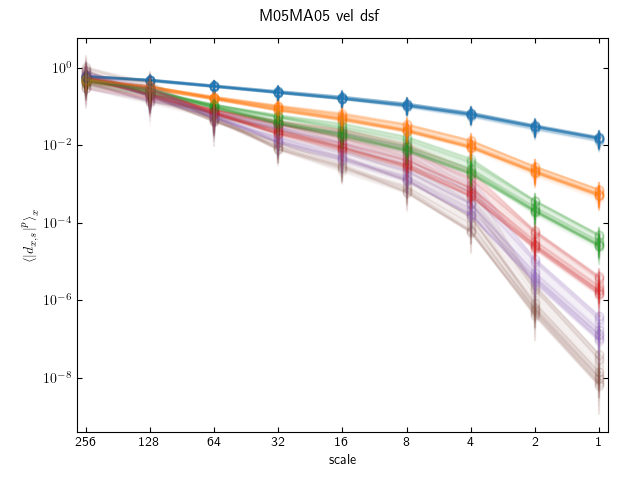 M05MA05 vel dsf
⟨|d_{x,s}|^p⟩_x
10^0
10^{-2}
10^{-4}
10^{-6}
10^{-8}
256 128 64 32 16 8 4 2 1
scale